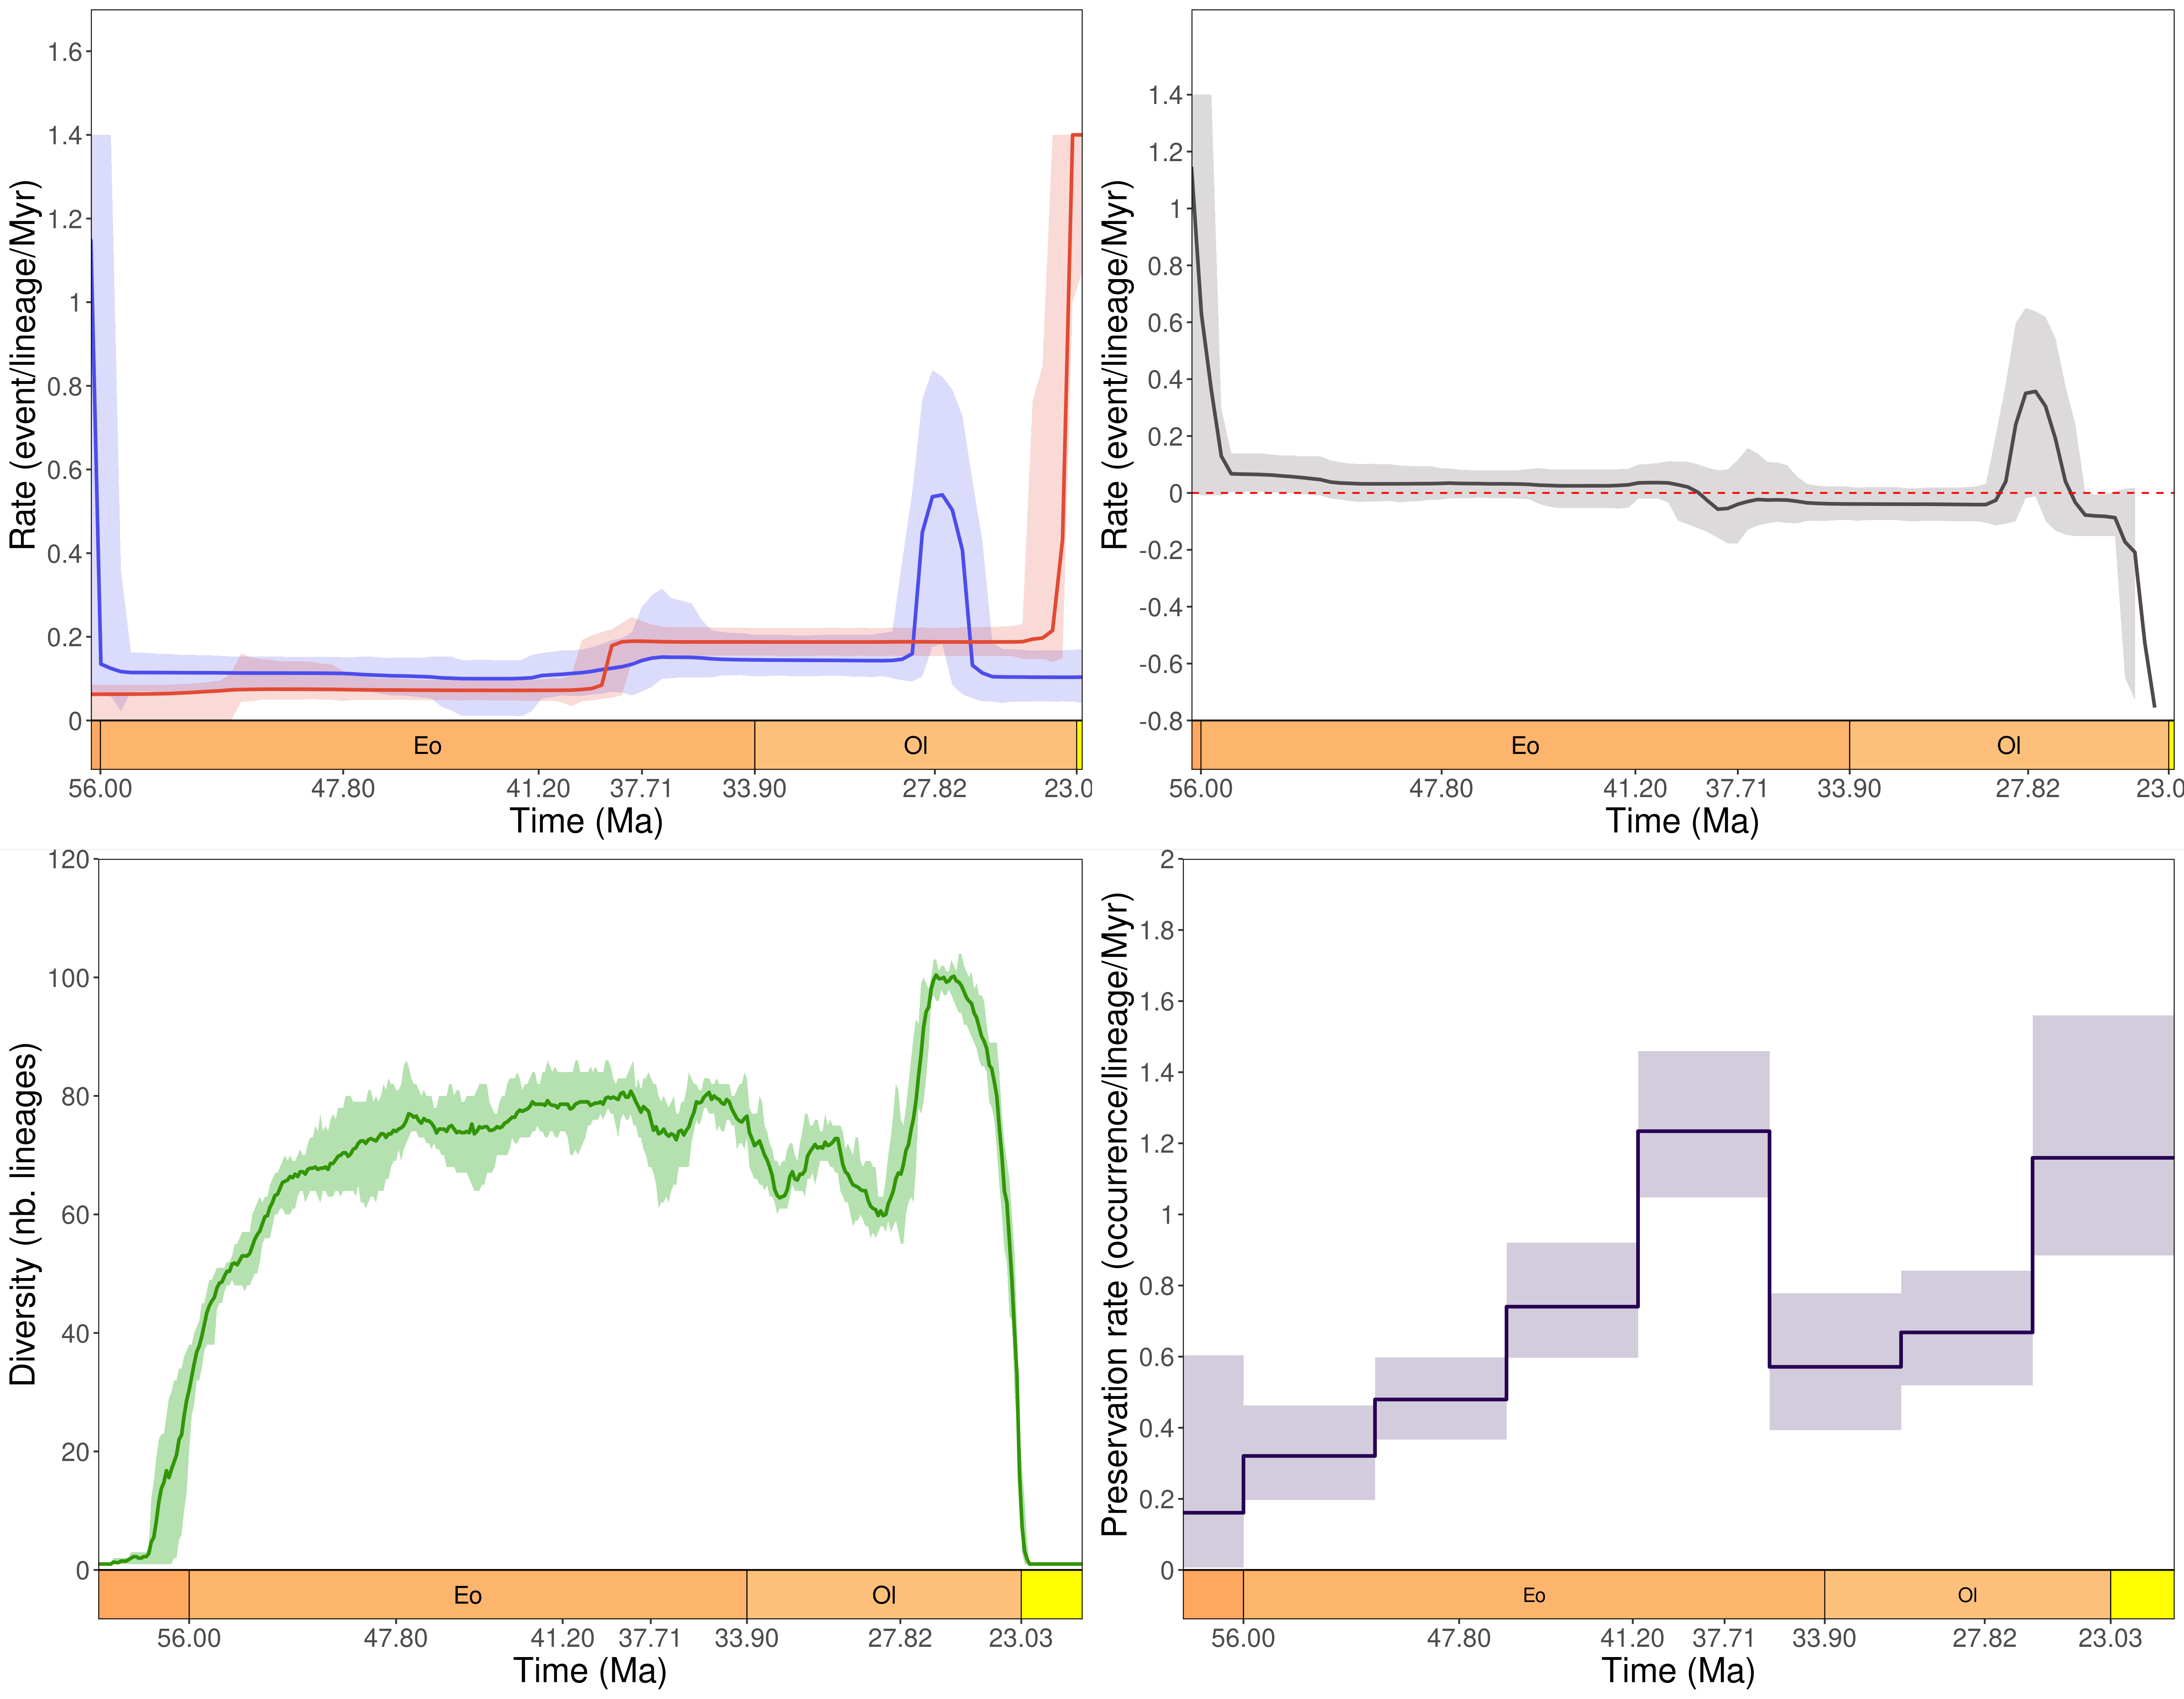 Rate (event/lineage/Myr)
1.6
1.4
1.2
1
0.8
0.6
0.4
0.2
0
Eo Ol
56.00 47.80 41.20 37.71 33.90 27.82 23.0
Time (Ma)
Rate (event/lineage/Myr)
1.4
1.2
1
0.8
0.6
0.4
0.2
0
-0.2
-0.4
-0.6
-0.8
Eo Ol
56.00 47.80 41.20 37.71 33.90 27.82 23.0
Time (Ma)
Diversity (nb. lineages)
120
100
80
60
40
20
0
Eo Ol
56.00 47.80 41.20 37.71 33.90 27.82 23.03
Time (Ma)
Preservation rate (occurrence/lineage/Myr)
2
1.8
1.6
1.4
1.2
1
0.8
0.6
0.4
0.2
0
Eo Ol
56.00 47.80 41.20 37.71 33.90 27.82 23.03
Time (Ma)